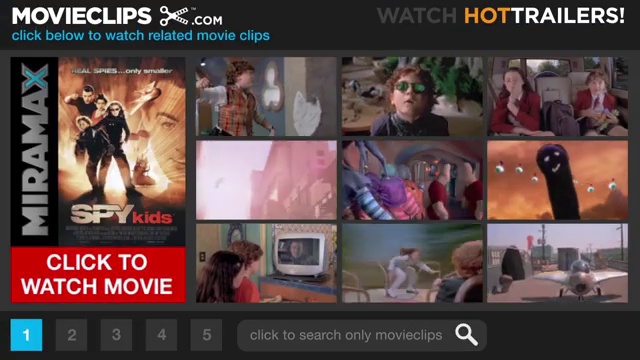 MOVIECLIPS .COM
WATCH HOTTRAILERS!
click below to watch related movie clips
MIRAMAX
REAL SPIES...only smaller
SPY kids
CLICK TO
WATCH MOVIE
1 2 3 4 5
click to search only movieclips